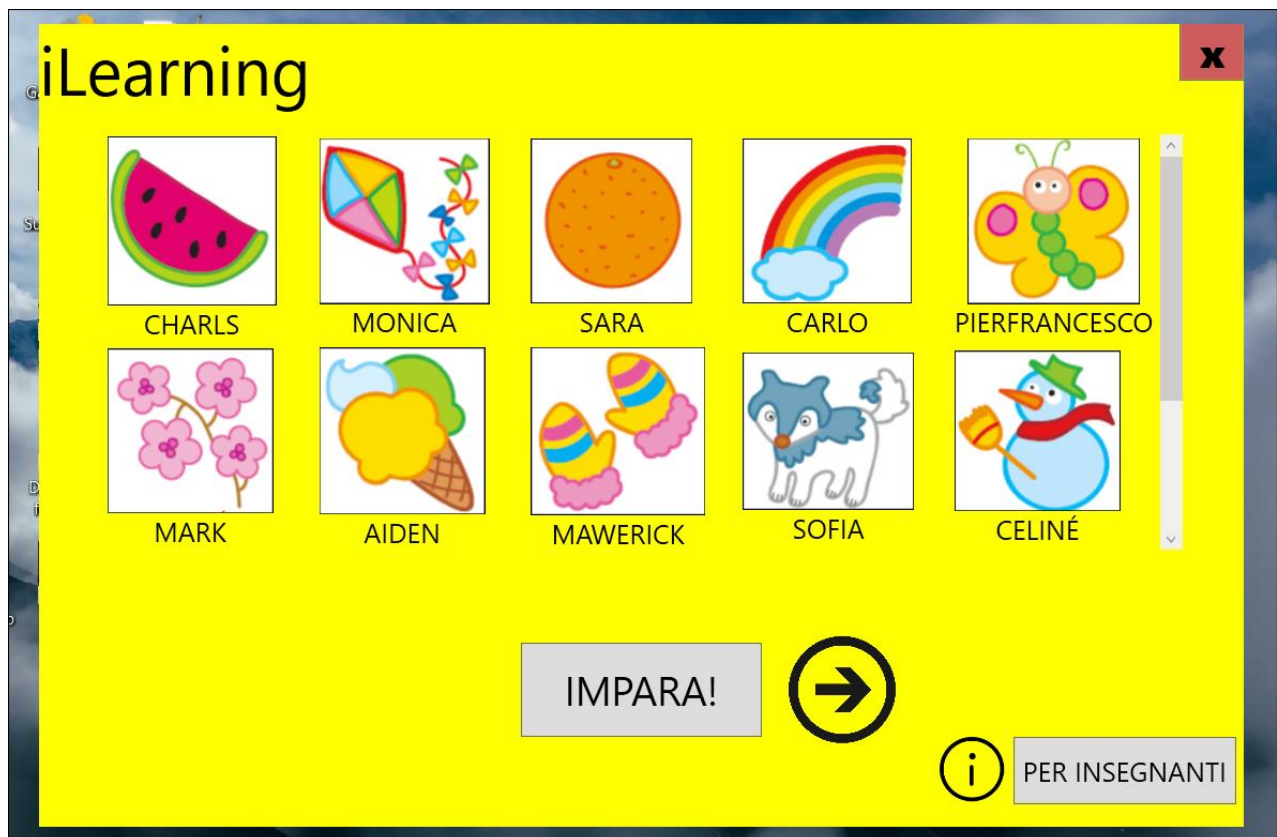 iLearning
x
CHARLS
MONICA
SARA
CARLO
PIERFRANCESCO
MARK
AIDEN
MAWERICK
SOFIA
CELINÉ
IMPARA!
i
PER INSEGNANTI